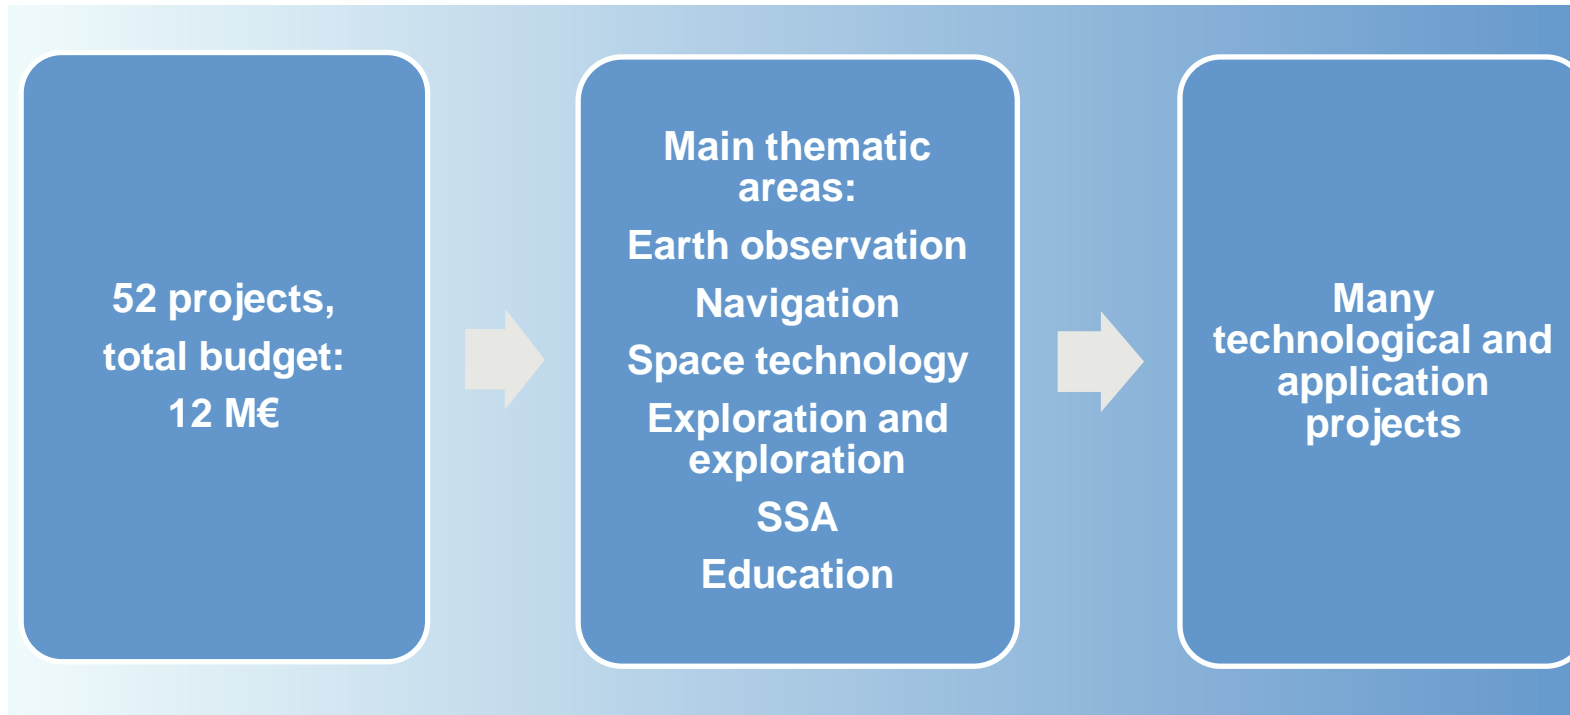 52 projects,
total budget:
12 M€
Main thematic
areas:
Earth observation
Navigation
Space technology
Exploration and
exploration
SSA
Education
Many
technological and
application
projects